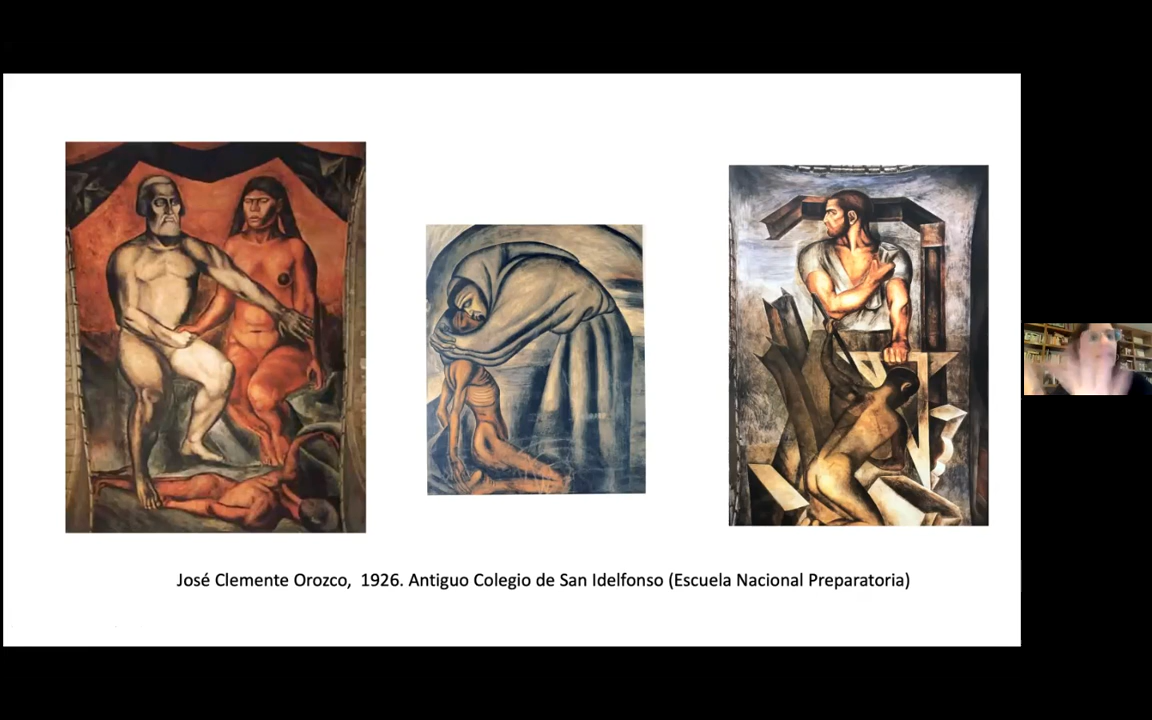 José Clemente Orozco,  1926. Antiguo Colegio de San Idelfonso (Escuela Nacional Preparatoria)